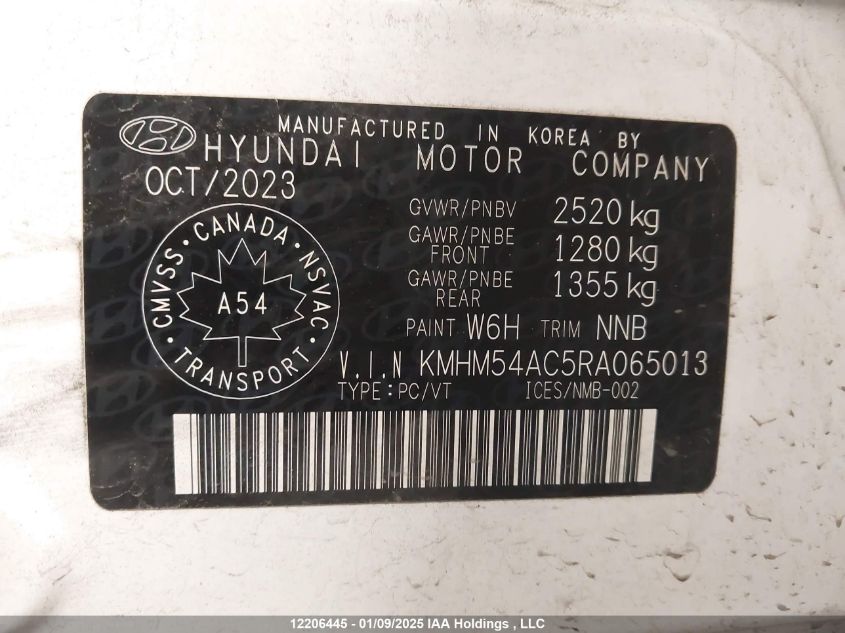 MANUFACTURED IN KOREA BY
HYUNDAI MOTOR COMPANY
OCT/2023
GVWR/PNBV 2520 kg
GAWR/PNBE FRONT 1280 kg
GAWR/PNBE REAR 1355 kg
CMVSS · CANADA · NSVAC · TRANSPORT ·
A54
PAINT W6H TRIM NNB
V.I.N KMHM54AC5RA065013
TYPE : PC/VT ICES/NMB-002
12206445 - 01/09/2025 IAA Holdings , LLC